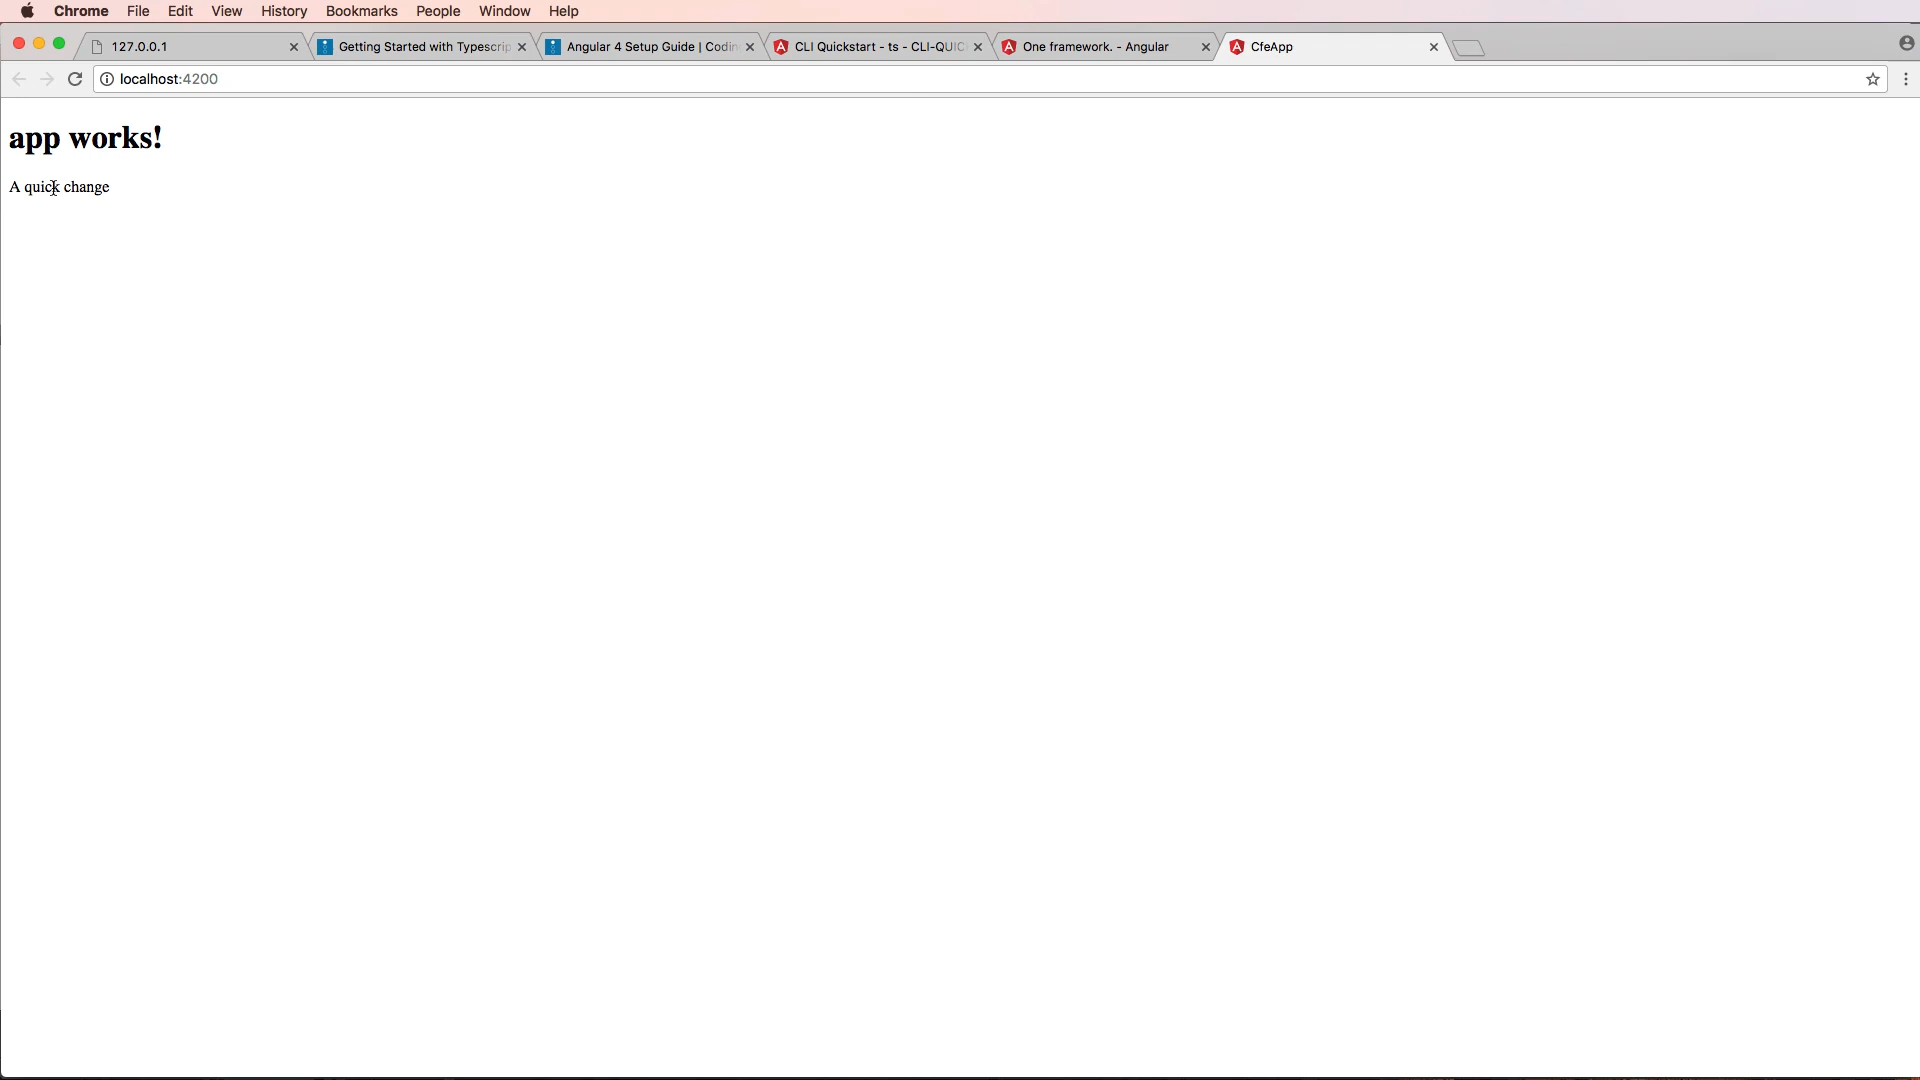 Chrome File Edit View History Bookmarks People Window Help
127.0.0.1 Getting Started with Typescrip Angular 4 Setup Guide | Codin CLI Quickstart - ts - CLI-QUIC One framework. - Angular CfeApp
localhost:4200
app works!
A quick change